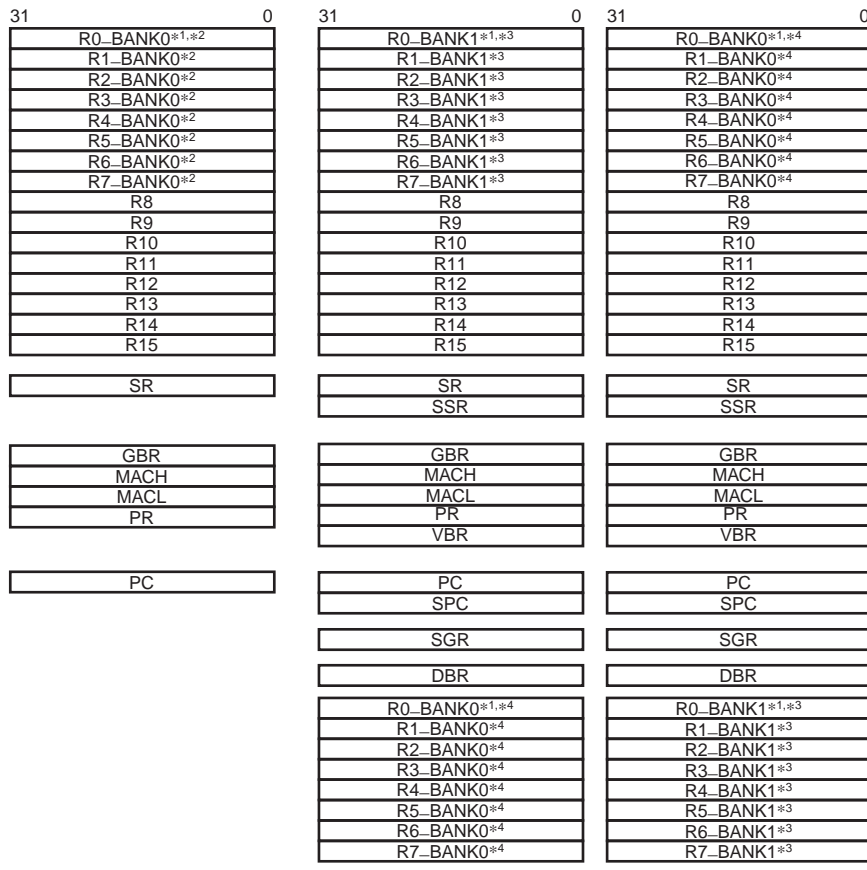 31 0
R0_BANK0*1,*2
R1_BANK0*2
R2_BANK0*2
R3_BANK0*2
R4_BANK0*2
R5_BANK0*2
R6_BANK0*2
R7_BANK0*2
R8
R9
R10
R11
R12
R13
R14
R15
SR
GBR
MACH
MACL
PR
PC
31 0
R0_BANK1*1,*3
R1_BANK1*3
R2_BANK1*3
R3_BANK1*3
R4_BANK1*3
R5_BANK1*3
R6_BANK1*3
R7_BANK1*3
R8
R9
R10
R11
R12
R13
R14
R15
SR
SSR
GBR
MACH
MACL
PR
VBR
PC
SPC
SGR
DBR
R0_BANK0*1,*4
R1_BANK0*4
R2_BANK0*4
R3_BANK0*4
R4_BANK0*4
R5_BANK0*4
R6_BANK0*4
R7_BANK0*4
31 0
R0_BANK0*1,*4
R1_BANK0*4
R2_BANK0*4
R3_BANK0*4
R4_BANK0*4
R5_BANK0*4
R6_BANK0*4
R7_BANK0*4
R8
R9
R10
R11
R12
R13
R14
R15
SR
SSR
GBR
MACH
MACL
PR
VBR
PC
SPC
SGR
DBR
R0_BANK1*1,*3
R1_BANK1*3
R2_BANK1*3
R3_BANK1*3
R4_BANK1*3
R5_BANK1*3
R6_BANK1*3
R7_BANK1*3